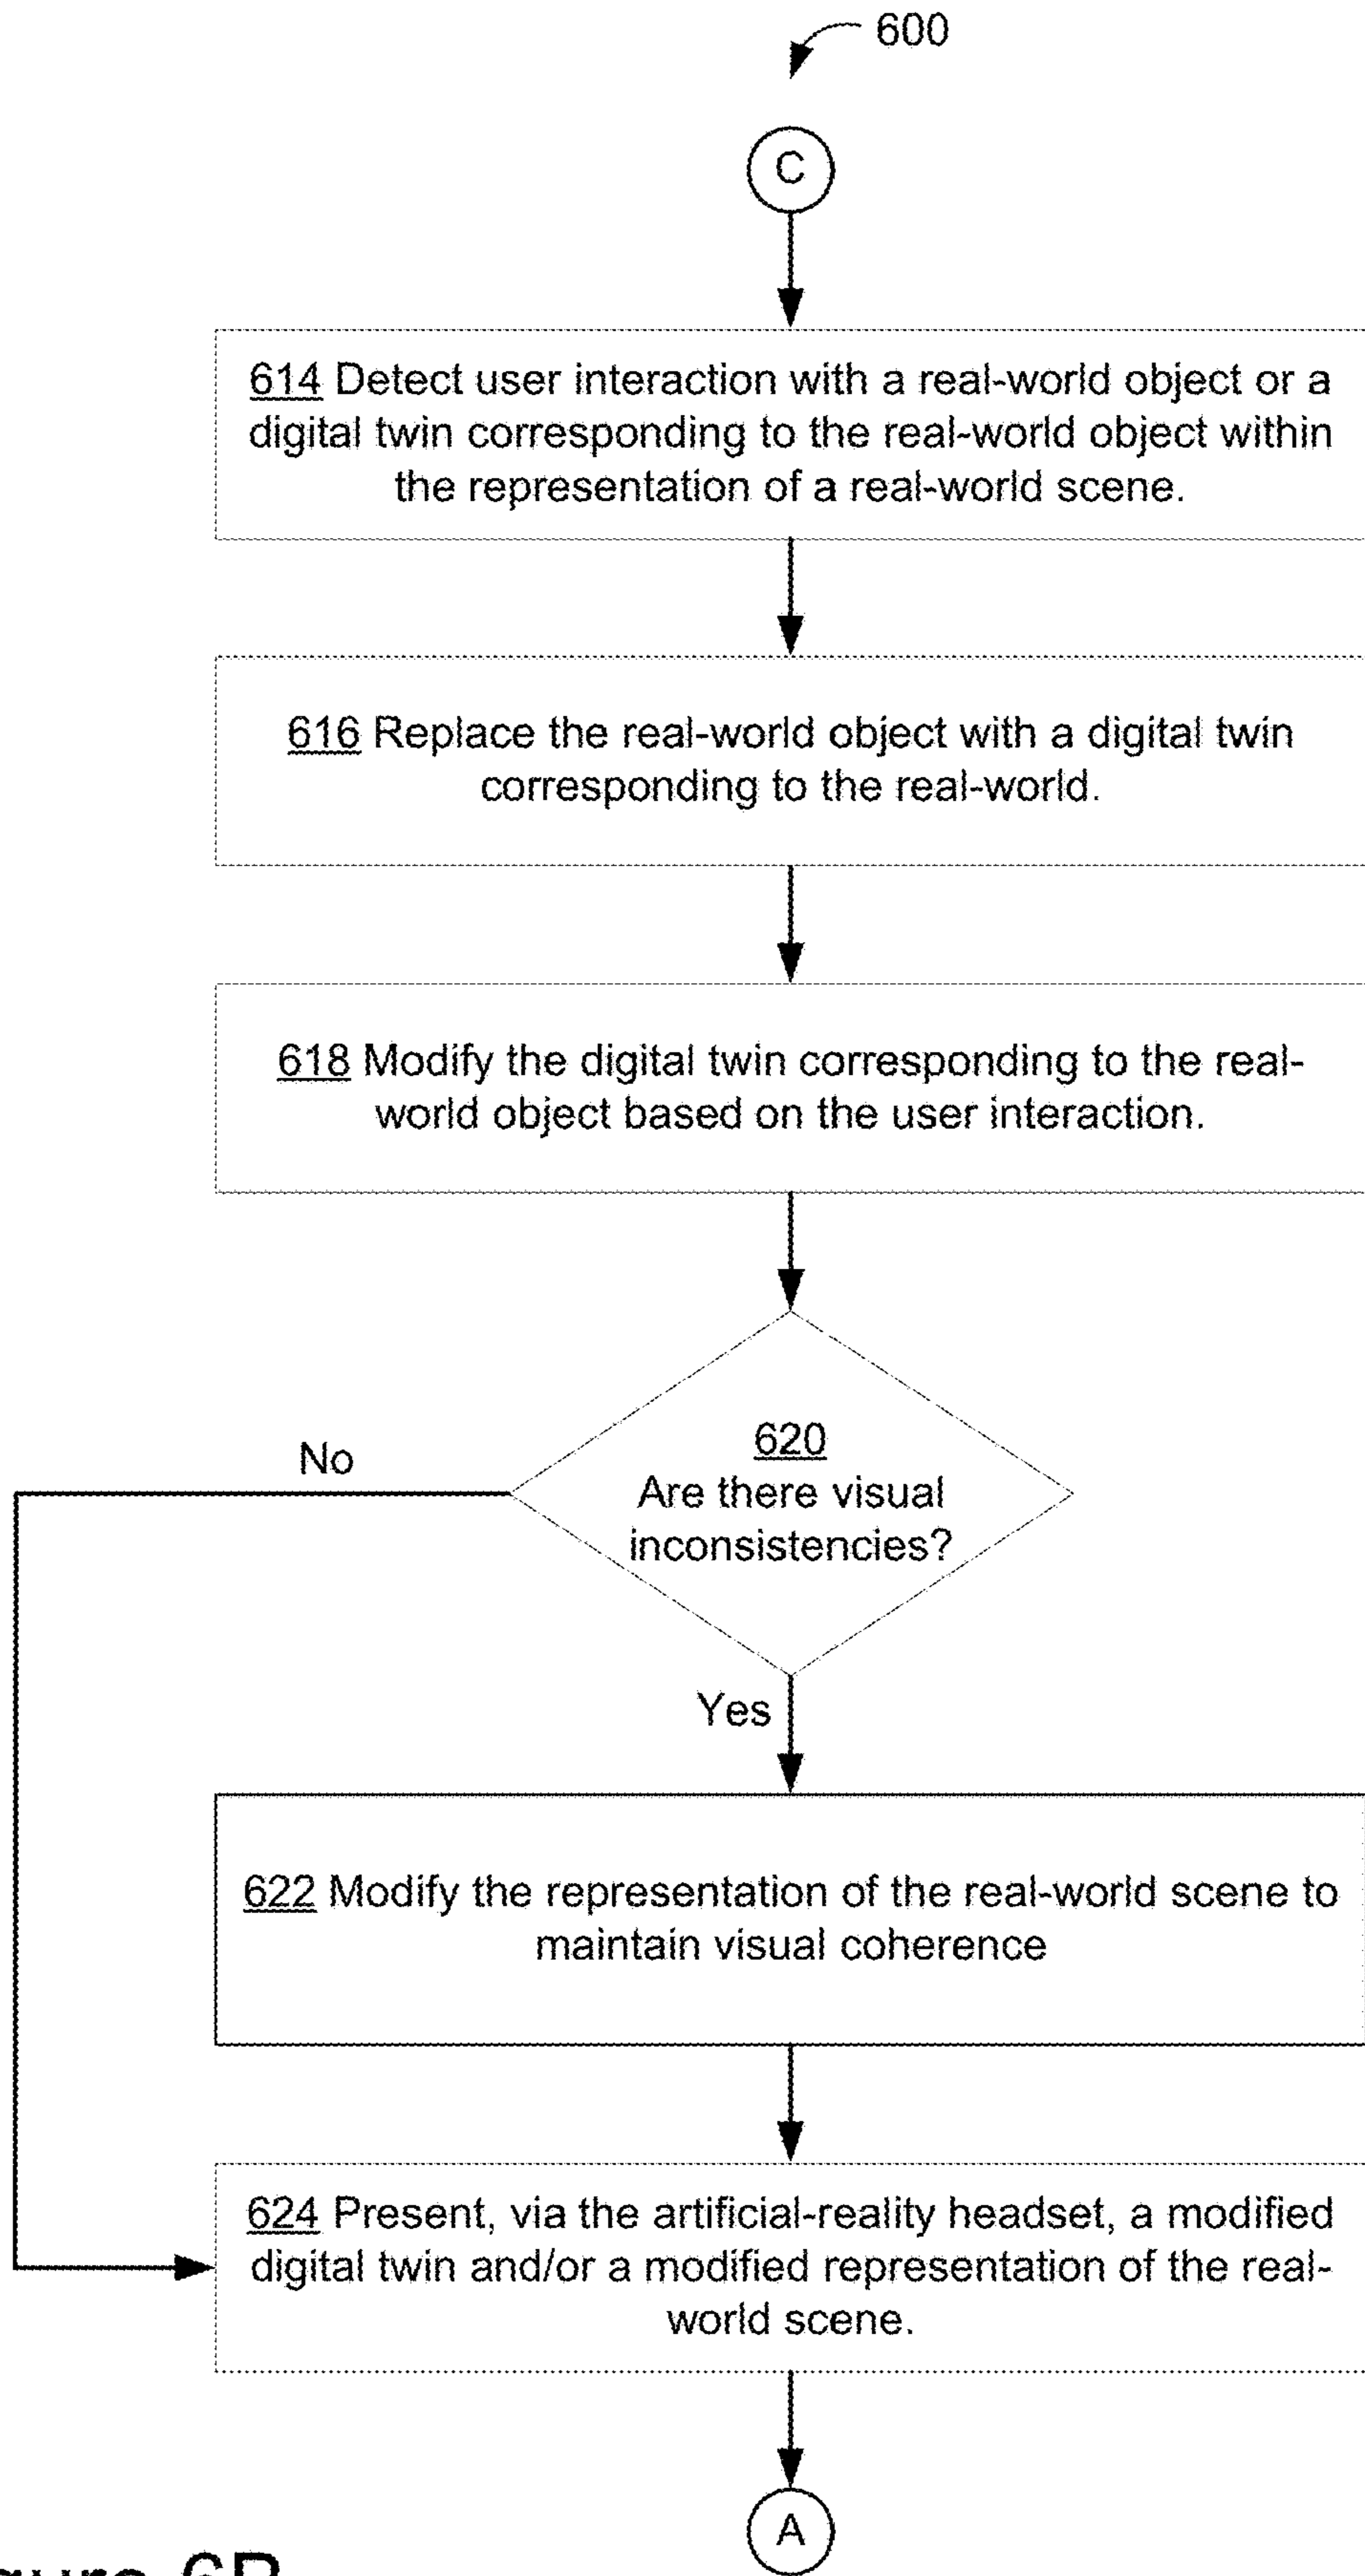 600
C
614 Detect user interaction with a real-world object or a
digital twin corresponding to the real-world object within
the representation of a real-world scene.
616 Replace the real-world object with a digital twin
corresponding to the real-world.
618 Modify the digital twin corresponding to the real-
world object based on the user interaction.
620
Are there visual
inconsistencies?
No
Yes
622 Modify the representation of the real-world scene to
maintain visual coherence
624 Present, via the artificial-reality headset, a modified
digital twin and/or a modified representation of the real-
world scene.
A